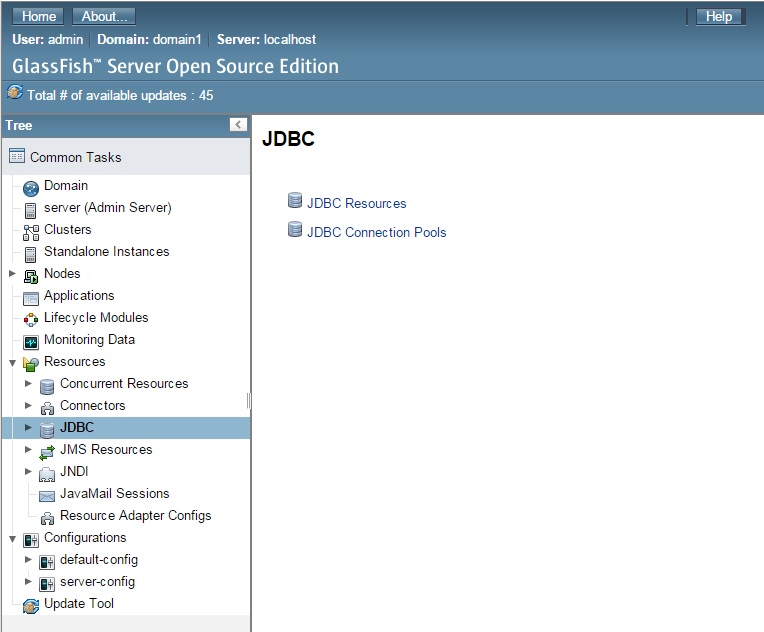 Home About... Help
User: admin Domain: domain1 Server: localhost
GlassFish™ Server Open Source Edition
Total # of available updates : 45
Tree
Common Tasks
Domain
server (Admin Server)
Clusters
Standalone Instances
Nodes
Applications
Lifecycle Modules
Monitoring Data
Resources
Concurrent Resources
Connectors
JDBC
JMS Resources
JNDI
JavaMail Sessions
Resource Adapter Configs
Configurations
default-config
server-config
Update Tool
JDBC
JDBC Resources
JDBC Connection Pools